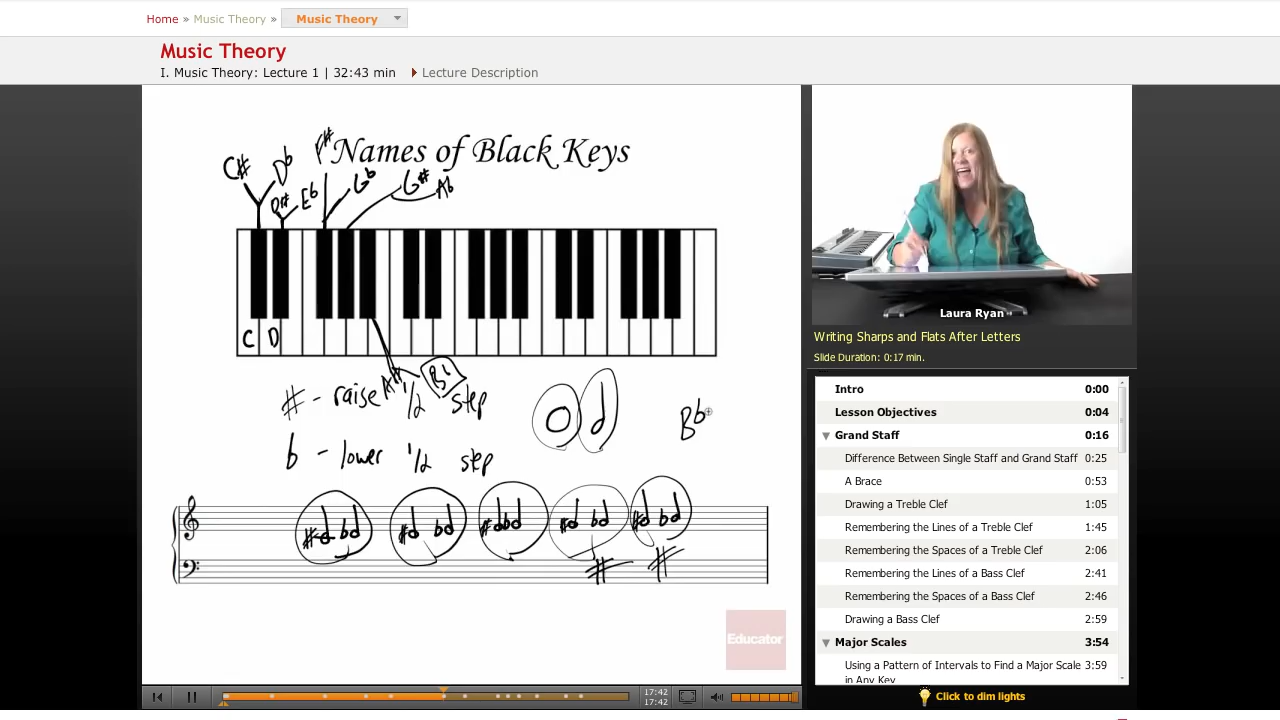 Home » Music Theory » Music Theory
Music Theory
I. Music Theory: Lecture 1 | 32:43 min Lecture Description
Names of Black Keys
C# Db D# Eb F# Gb G# Ab
C D
A# Bb
# - raise 1/2 step
b - lower 1/2 step
Bb
Educator
17:42
17:42
Laura Ryan
Writing Sharps and Flats After Letters
Slide Duration: 0:17 min.
Intro 0:00
Lesson Objectives 0:04
Grand Staff 0:16
Difference Between Single Staff and Grand Staff 0:25
A Brace 0:53
Drawing a Treble Clef 1:05
Remembering the Lines of a Treble Clef 1:45
Remembering the Spaces of a Treble Clef 2:06
Remembering the Lines of a Bass Clef 2:41
Remembering the Spaces of a Bass Clef 2:46
Drawing a Bass Clef 2:59
Major Scales 3:54
Using a Pattern of Intervals to Find a Major Scale 3:59
in Any Key
Click to dim lights